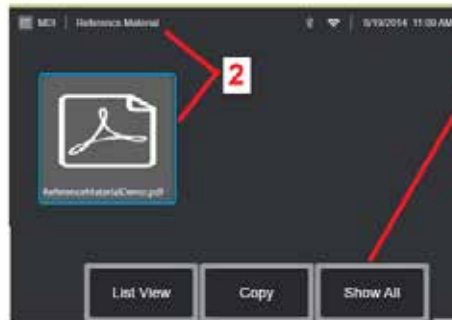 MDI | Reference Material 5/19/2014 11:00 AM
2
ReferenceMaterialDemo.pdf
List View Copy Show All